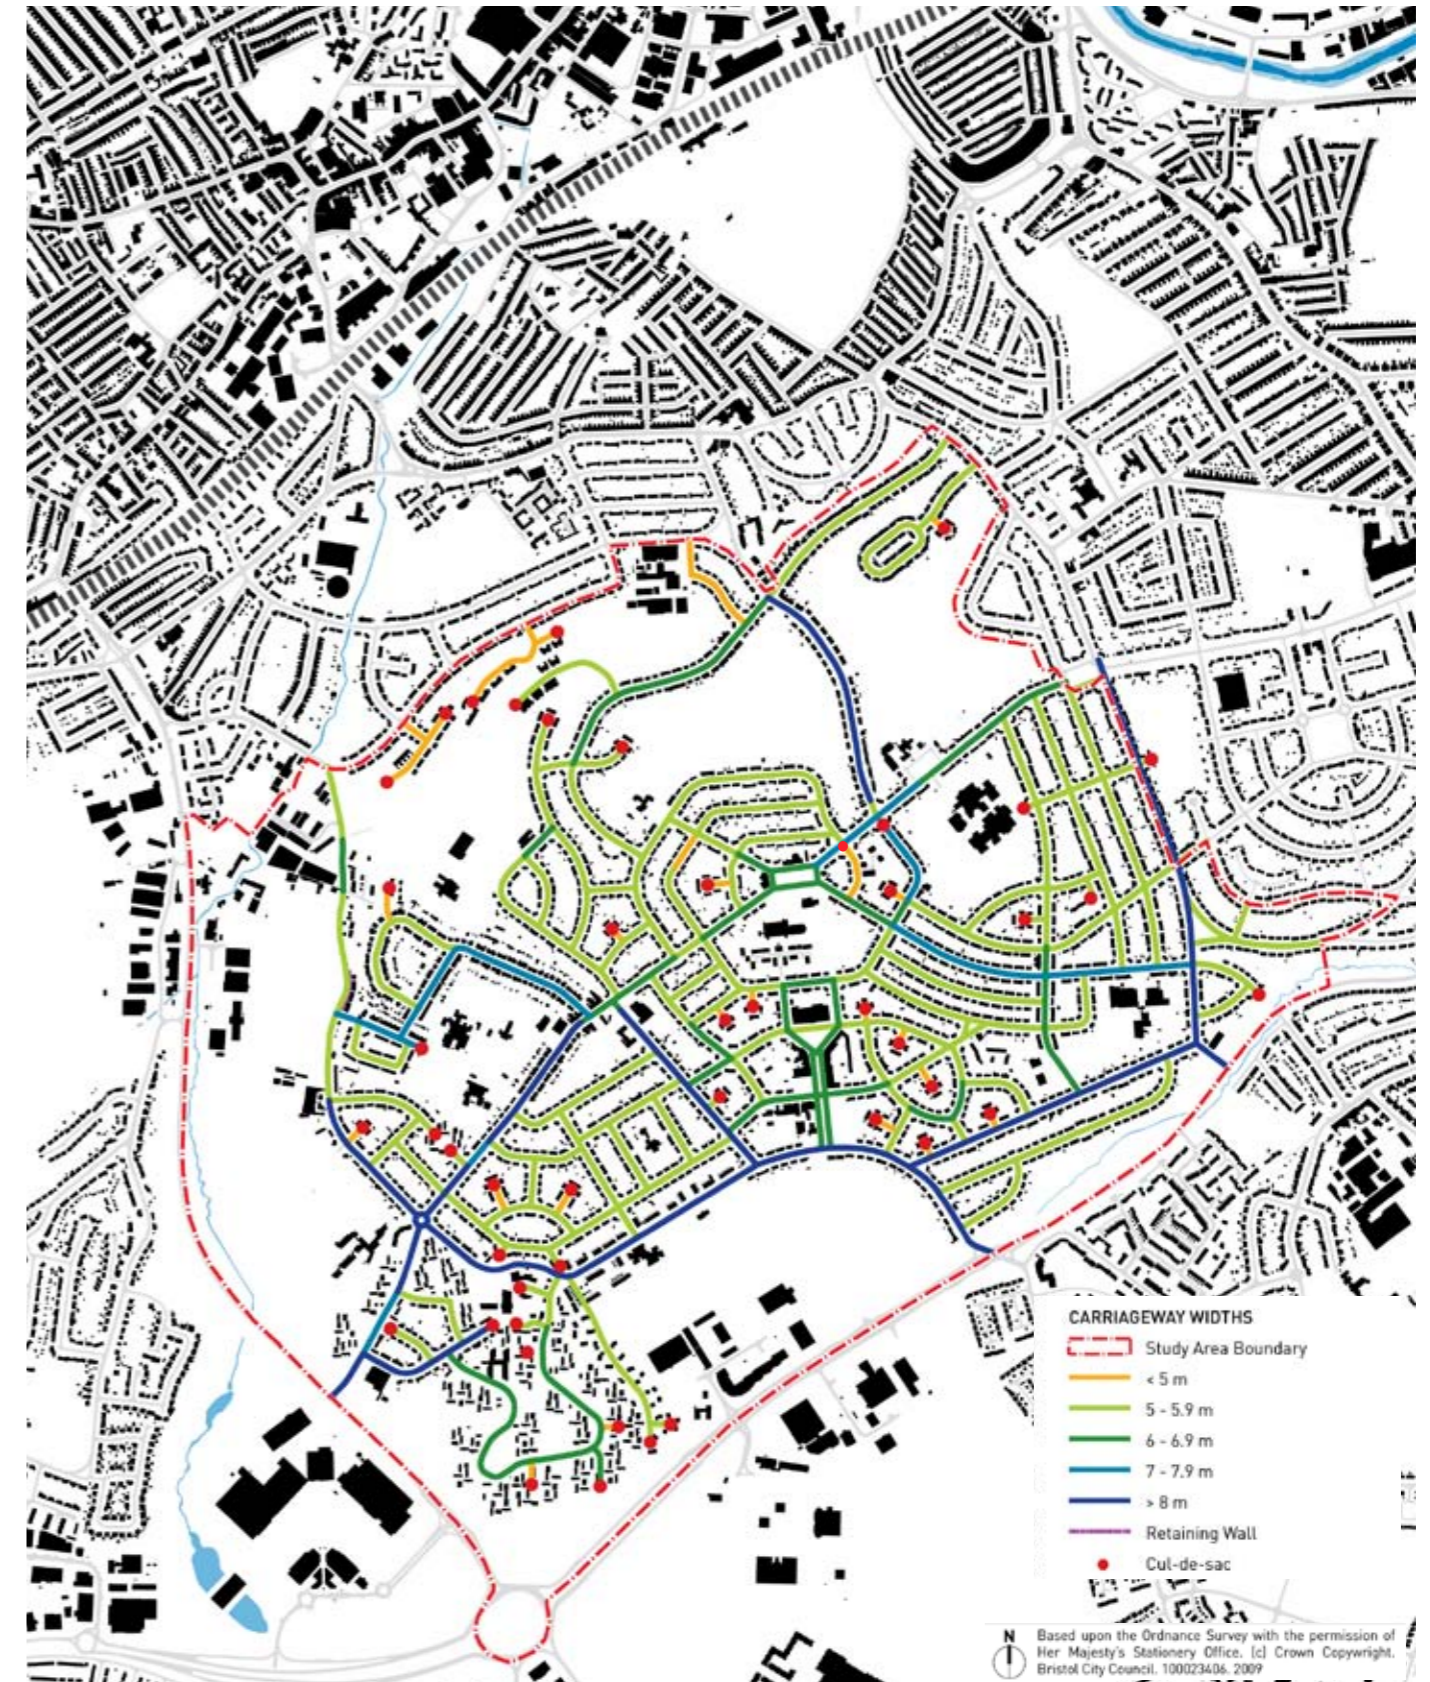 CARRIAGEWAY WIDTHS
Study Area Boundary
< 5 m
5 - 5.9 m
6 - 6.9 m
7 - 7.9 m
> 8 m
Retaining Wall
Cul-de-sac
N
Based upon the Ordnance Survey with the permission of
Her Majesty's Stationery Office. (c) Crown Copywright.
Bristol City Council. 100023406. 2009